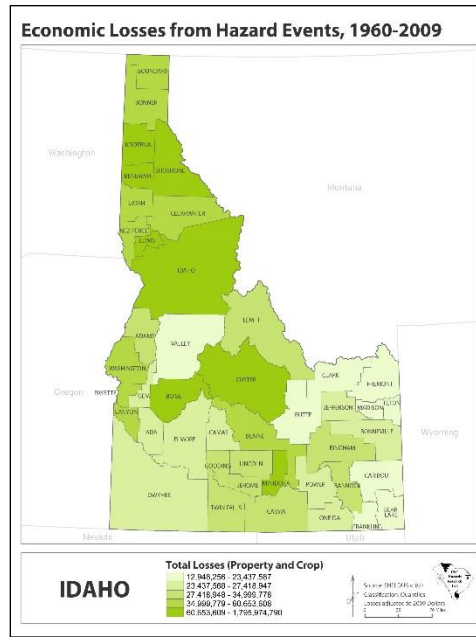 Economic Losses from Hazard Events, 1960-2009
BOUNDARY
BONNER
Washington
KOOTENAI
SHOSHONE
Montana
BENEWAH
LATAH
CLEARWATER
NEZ PERCE
LEWIS
IDAHO
LEMHI
ADAMS
VALLEY
WASHINGTON
CUSTER
CLARK
FREMONT
Oregon
PAYETTE
GEM
BOISE
BUTTE
JEFFERSON
MADISON
TETON
CANYON
Wyoming
ADA
ELMORE
CAMAS
BLAINE
BONNEVILLE
BINGHAM
GOODING
LINCOLN
CARIBOU
JEROME
MINIDOKA
POWER
BANNOCK
OWYHEE
TWIN FALLS
CASSIA
ONEIDA
BEAR
LAKE
FRANKLIN
Nevada
Utah
IDAHO
Total Losses (Property and Crop)
12,948,256 - 23,437,567
23,437,568 - 27,418,947
27,418,948 - 34,999,778
34,999,779 - 60,653,608
60,653,609 - 1,795,974,790
Classification: Quantiles
Losses adjusted to 2009 Dollars